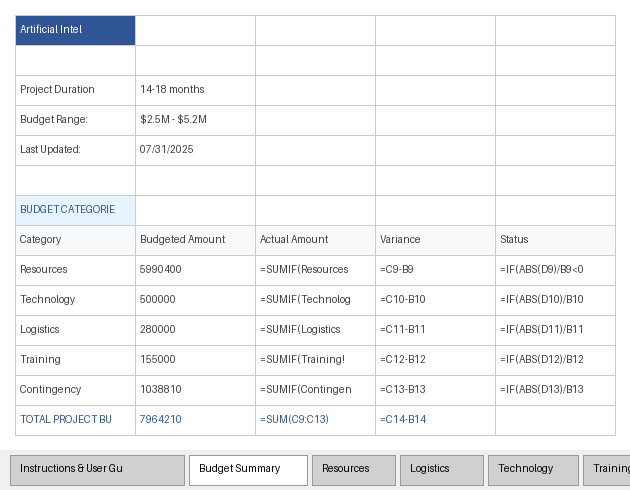 Artificial Intel
Project Duration 14-18 months
Budget Range: $2.5M - $5.2M
Last Updated: 07/31/2025
BUDGET CATEGORIE
Category Budgeted Amount Actual Amount Variance Status
Resources 5990400 =SUMIF(Resources =C9-B9 =IF(ABS(D9)/B9<0
Technology 500000 =SUMIF(Technolog =C10-B10 =IF(ABS(D10)/B10
Logistics 280000 =SUMIF(Logistics =C11-B11 =IF(ABS(D11)/B11
Training 155000 =SUMIF(Training! =C12-B12 =IF(ABS(D12)/B12
Contingency 1038810 =SUMIF(Contingen =C13-B13 =IF(ABS(D13)/B13
TOTAL PROJECT BU 7964210 =SUM(C9:C13) =C14-B14
Instructions & User Gu Budget Summary Resources Logistics Technology Training